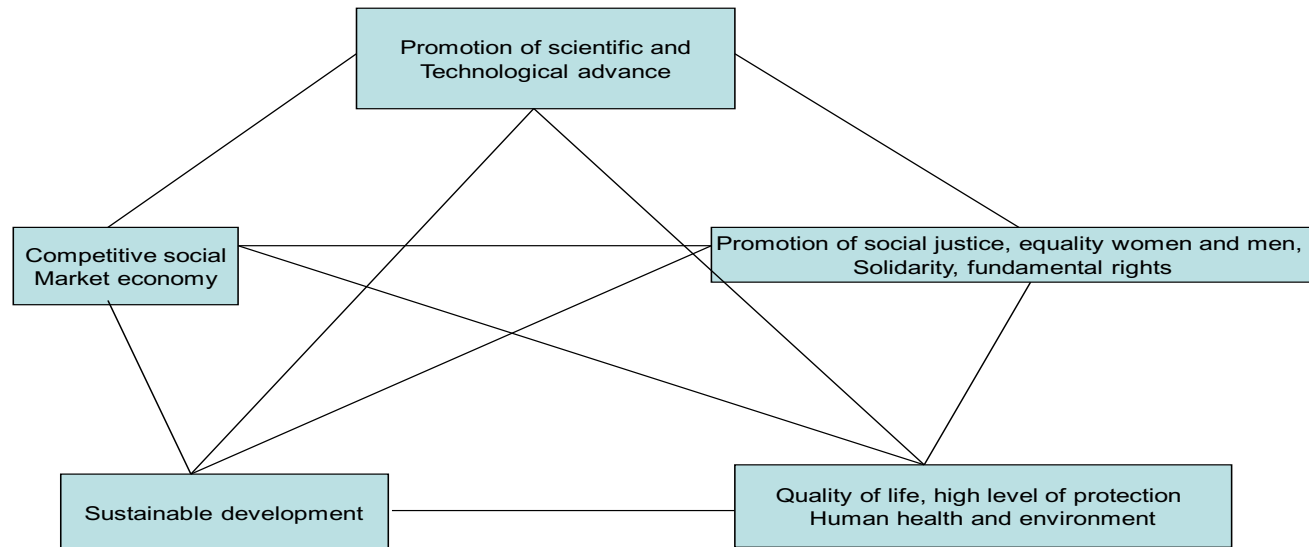 Promotion of scientific and
Technological advance
Competitive social
Market economy
Promotion of social justice, equality women and men,
Solidarity, fundamental rights
Sustainable development
Quality of life, high level of protection
Human health and environment